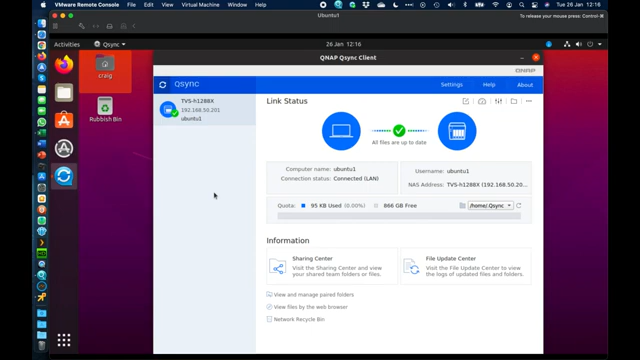 VMware Remote Console File Edit View Virtual Machine Window Help
Tue 26 Jan 12:16
Ubuntu1
To release your mouse press: Control-⌘
Activities Qsync 26 Jan 12:16
craig
Rubbish Bin
QNAP Qsync Client
QNAP
Qsync Settings Help About
TVS-h1288X
192.168.50.201
ubuntu1
Link Status
All files are up to date
Computer name: ubuntu1
Connection status: Connected (LAN)
Username: ubuntu1
NAS Address: TVS-h1288X (192.168.50.20...
Quota: 95 KB Used (0.00%) 866 GB Free /home/.Qsync
Information
Sharing Center
Visit the Sharing Center and view
your shared team folders or files.
File Update Center
Visit the File Update Center to view
the logs of updated files and folders.
View and manage paired folders
View files by the web browser
Network Recycle Bin